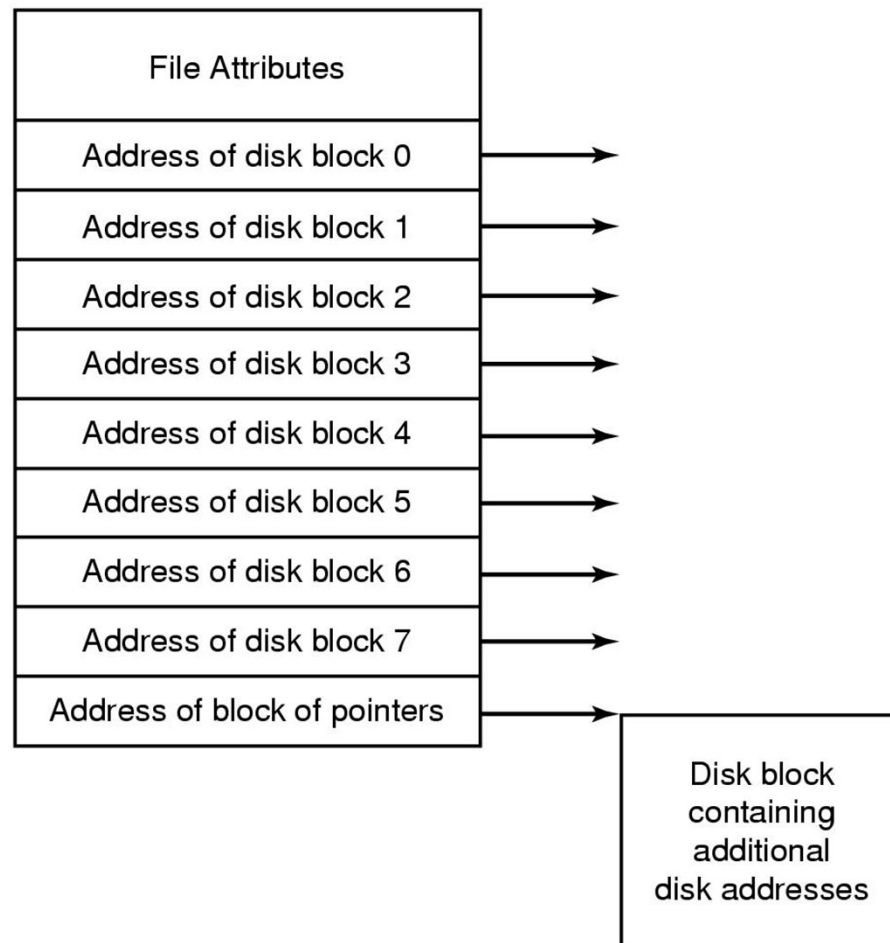 File Attributes
Address of disk block 0
Address of disk block 1
Address of disk block 2
Address of disk block 3
Address of disk block 4
Address of disk block 5
Address of disk block 6
Address of disk block 7
Address of block of pointers
Disk block
containing
additional
disk addresses